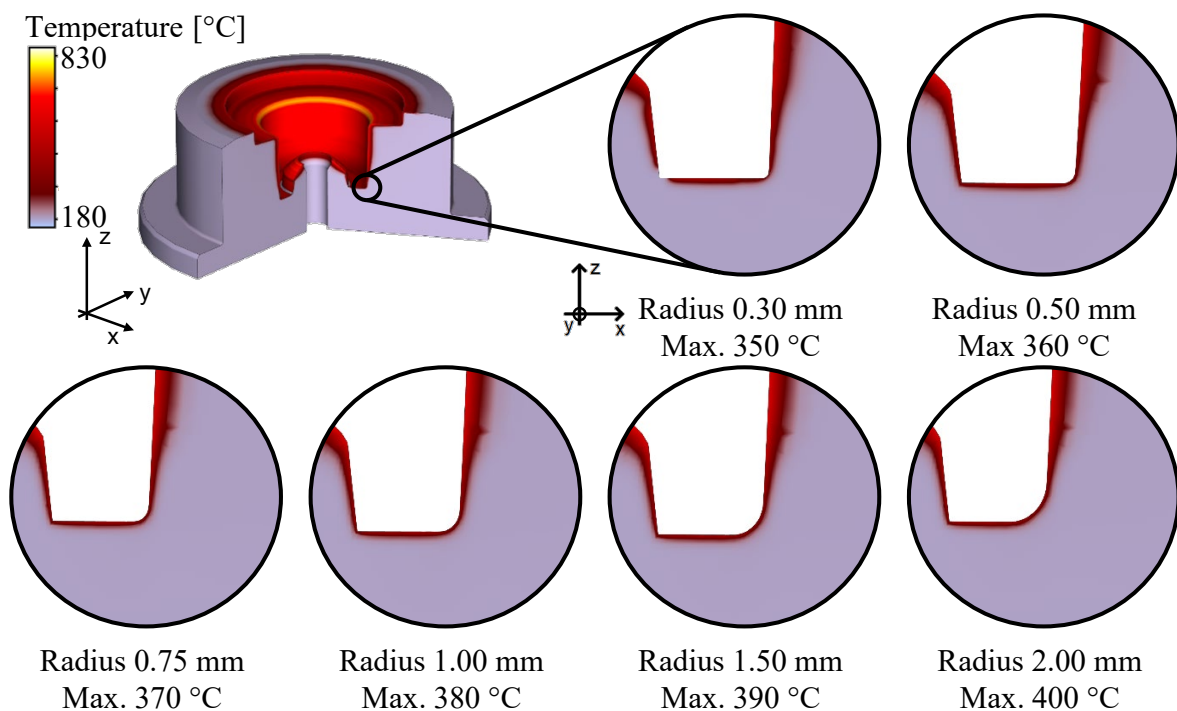 Temperature [°C]
830
180
z
y
x
z
y
x
Radius 0.30 mm
Max. 350 °C
Radius 0.50 mm
Max 360 °C
Radius 0.75 mm
Max. 370 °C
Radius 1.00 mm
Max. 380 °C
Radius 1.50 mm
Max. 390 °C
Radius 2.00 mm
Max. 400 °C